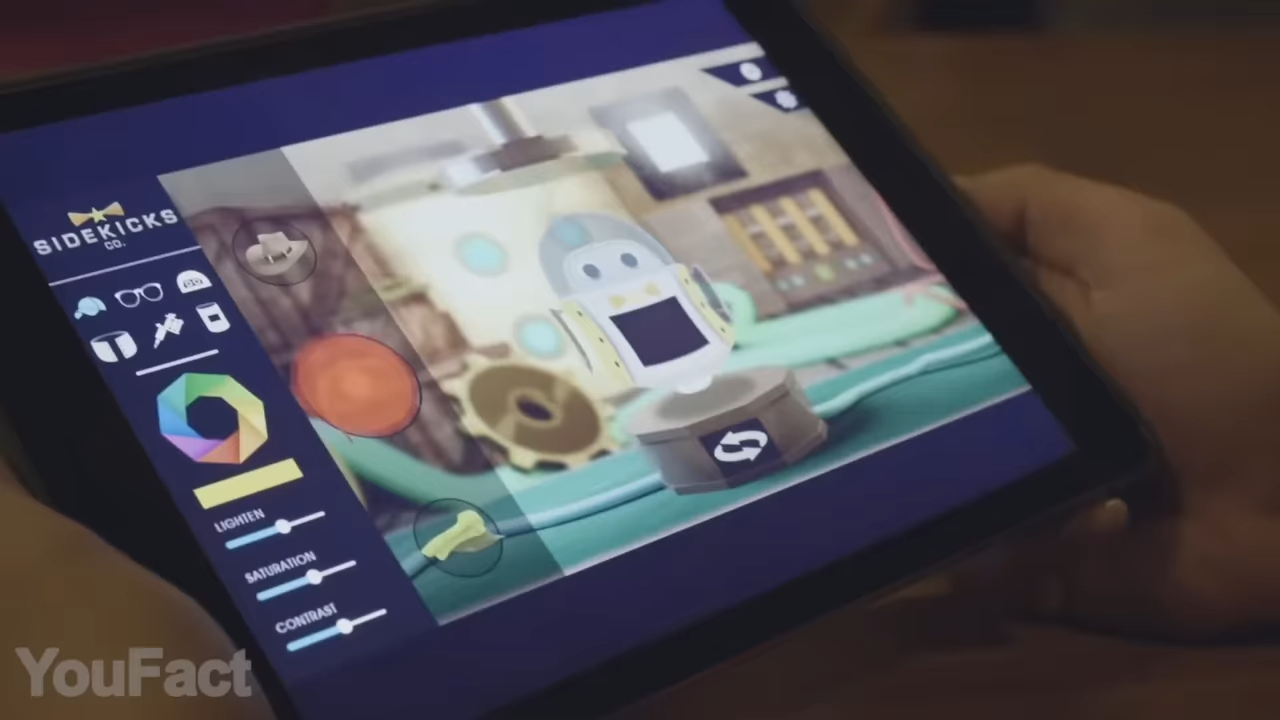 SIDEKICKS
CO.
LIGHTEN
SATURATION
CONTRAST
YouFact